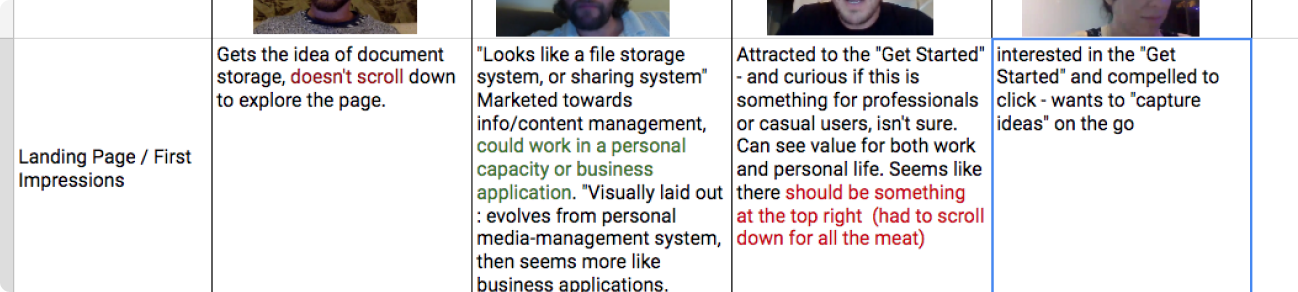 Landing Page / First
Impressions
Gets the idea of document
storage, doesn't scroll down
to explore the page.
"Looks like a file storage
system, or sharing system"
Marketed towards
info/content management,
could work in a personal
capacity or business
application. "Visually laid out
: evolves from personal
media-management system,
then seems more like
business applications.
Attracted to the "Get Started"
- and curious if this is
something for professionals
or casual users, isn't sure.
Can see value for both work
and personal life. Seems like
there should be something
at the top right (had to scroll
down for all the meat)
interested in the "Get
Started" and compelled to
click - wants to "capture
ideas" on the go